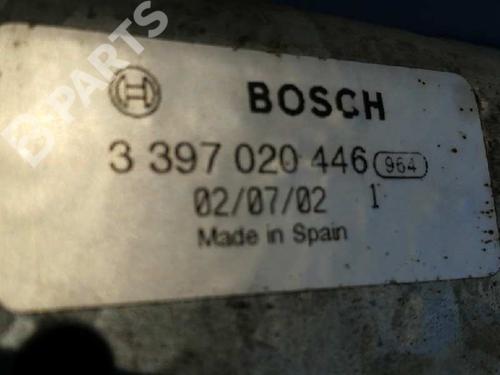 B-PARTS
BOSCH
3 397 020 446 964
02/07/02 1
Made in Spain